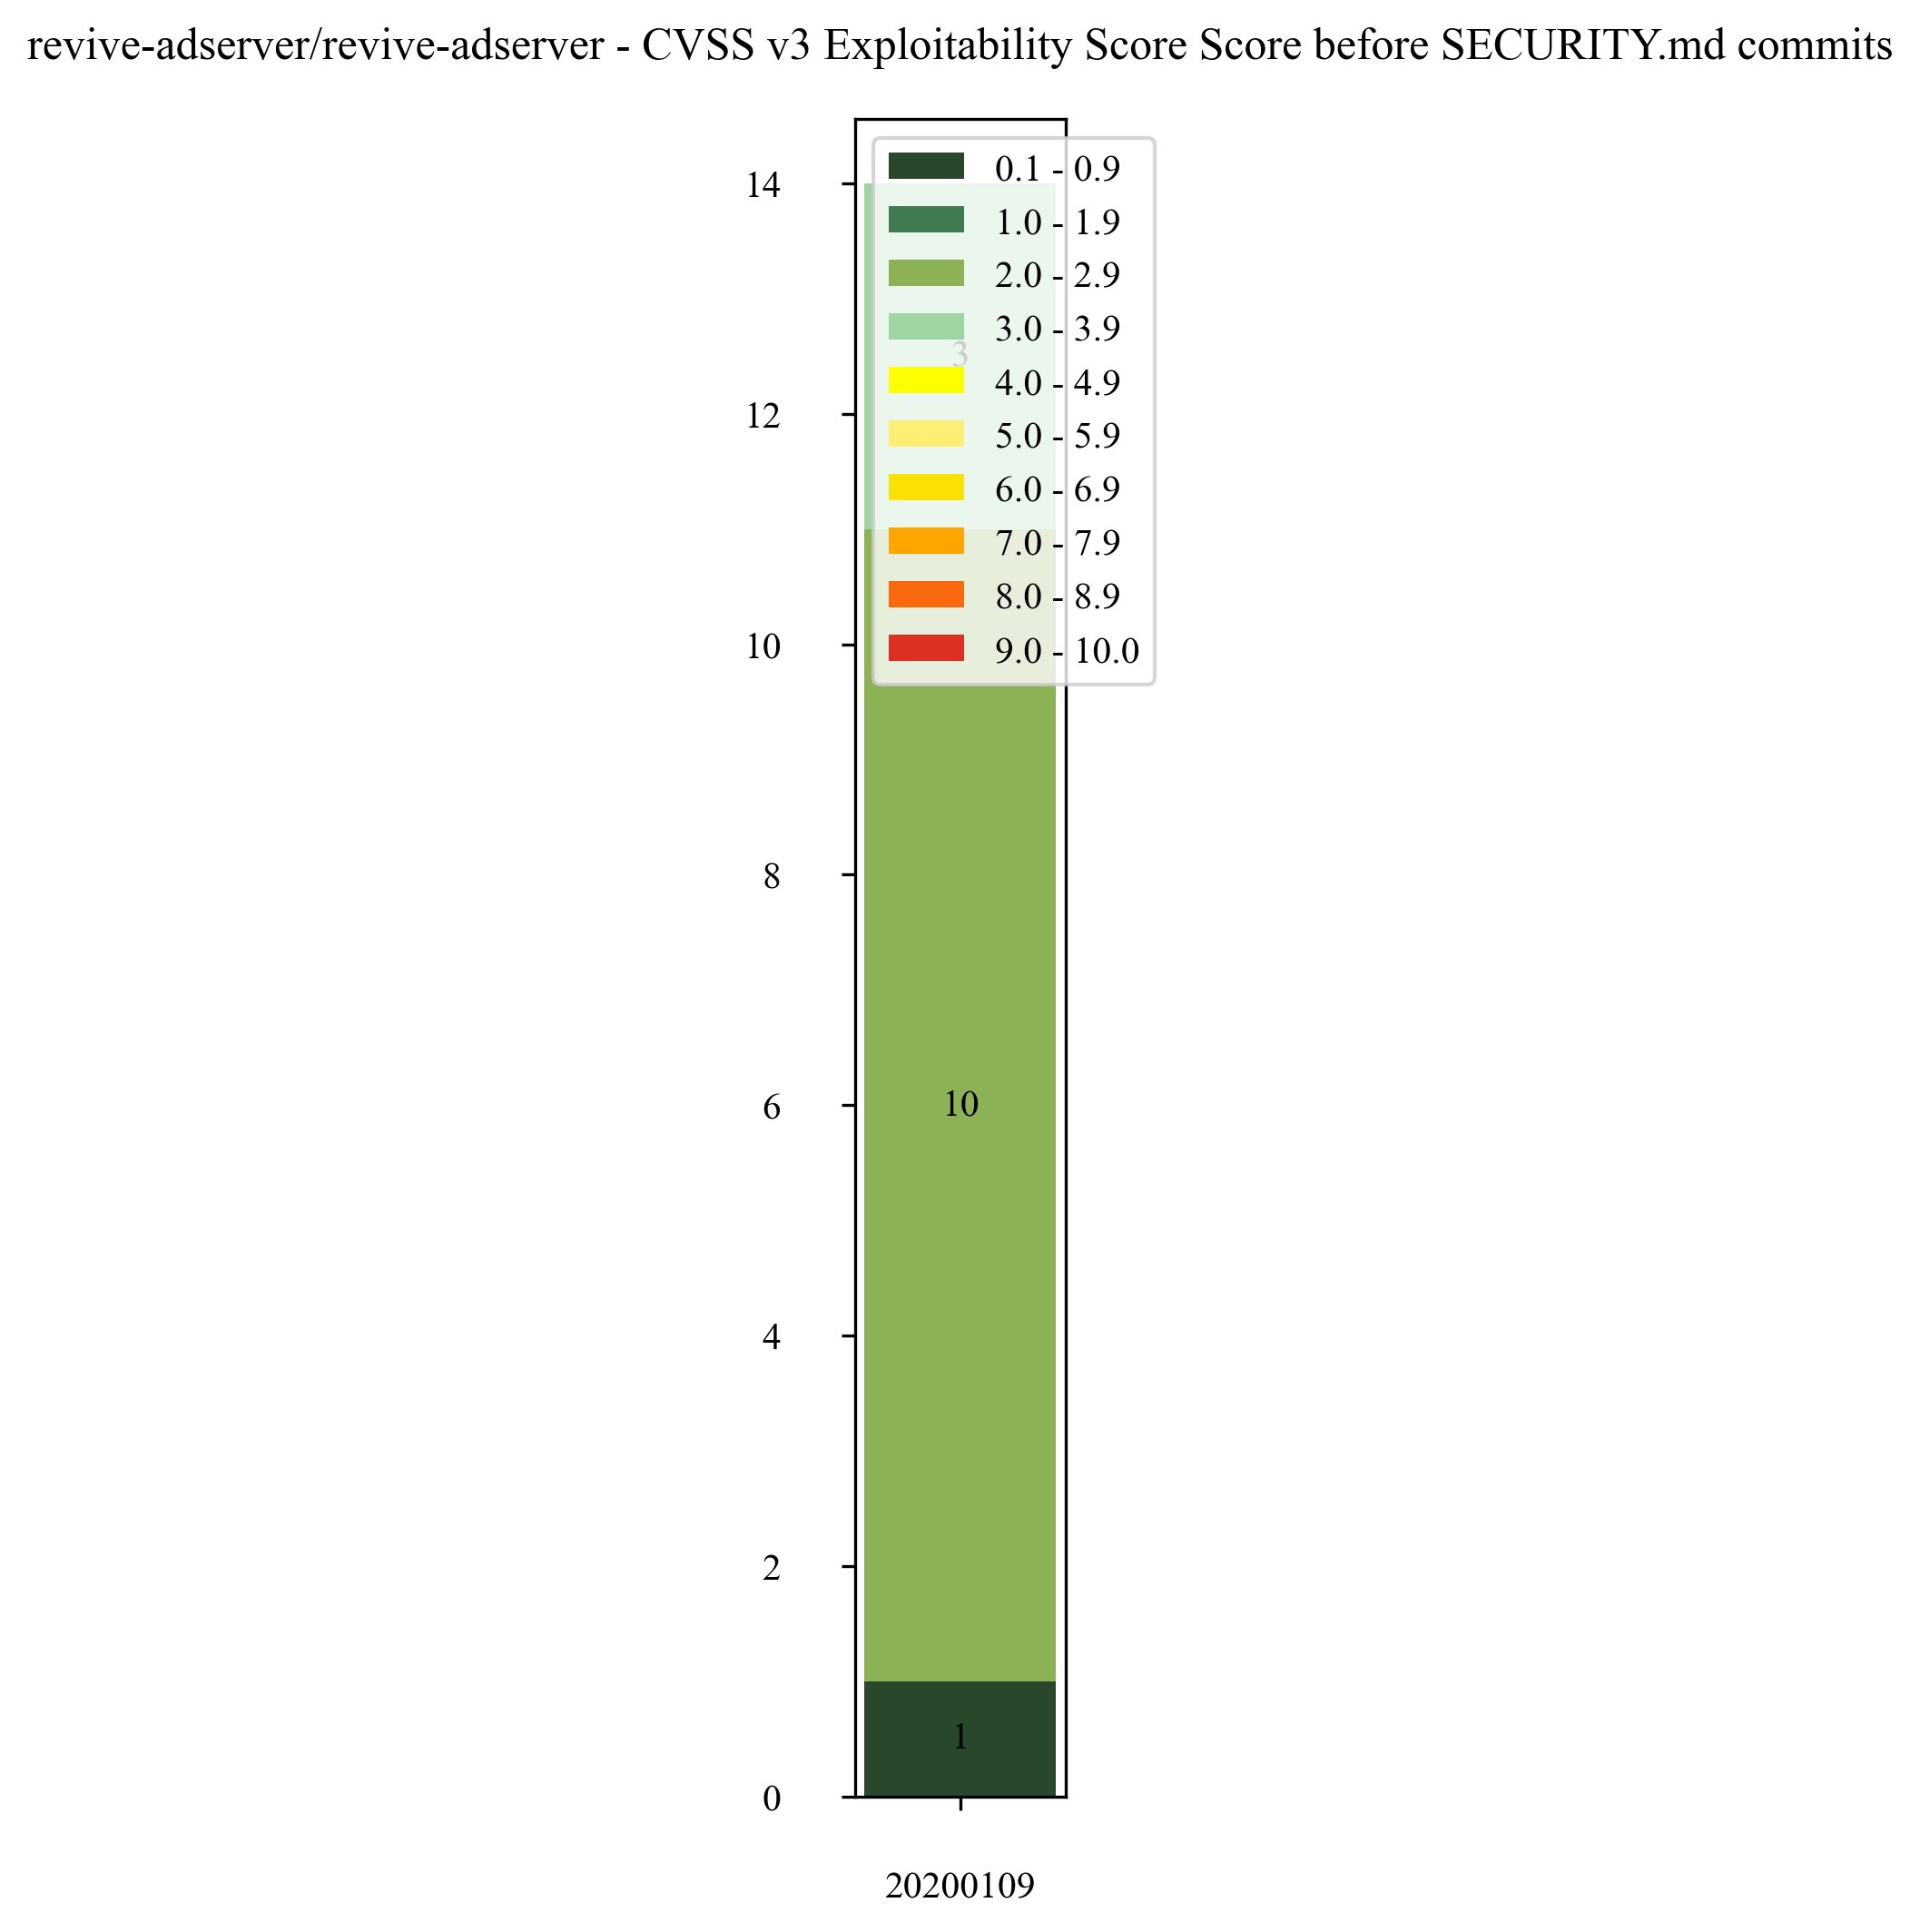 revive-adserver/revive-adserver - CVSS v3 Exploitability Score Score before SECURITY.md commits
0.1 - 0.9
1.0 - 1.9
2.0 - 2.9
3.0 - 3.9
4.0 - 4.9
5.0 - 5.9
6.0 - 6.9
7.0 - 7.9
8.0 - 8.9
9.0 - 10.0
14
12
10
8
6
4
2
0
3
10
1
20200109